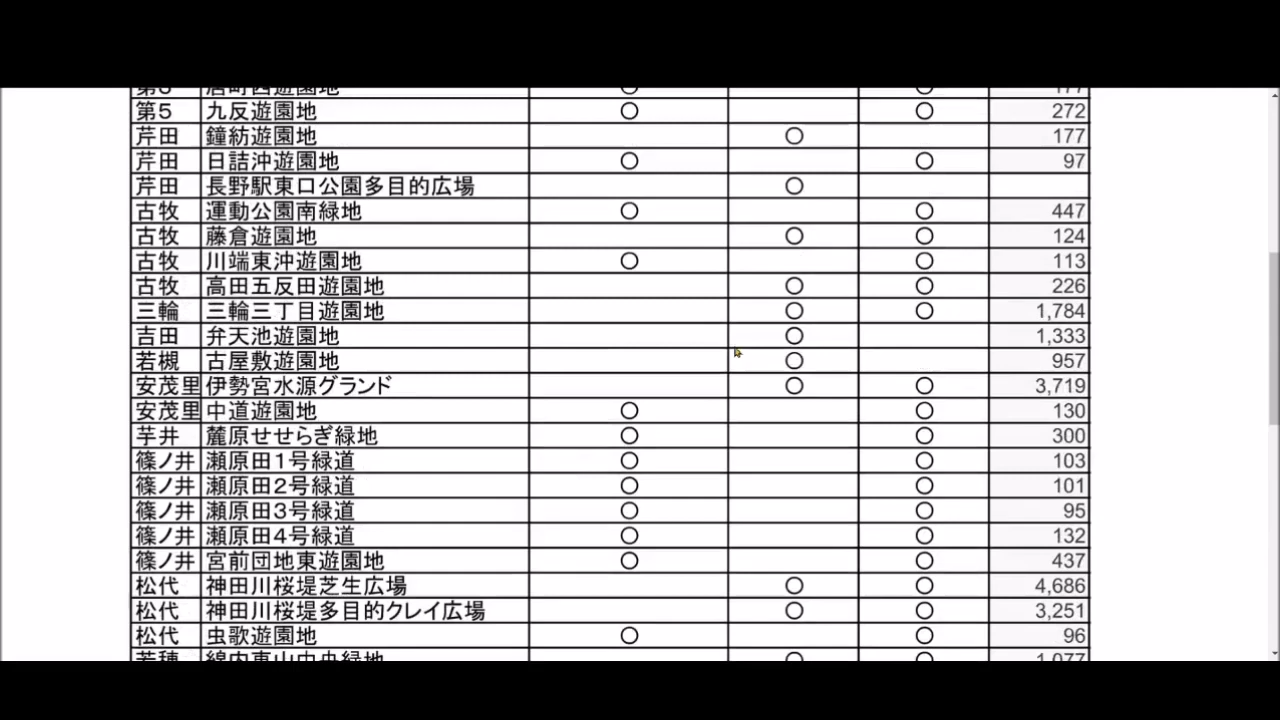 第5 九反遊園地 ○ ○ 272
芹田 鐘紡遊園地 ○ 177
芹田 日詰沖遊園地 ○ ○ 97
芹田 長野駅東口公園多目的広場 ○
古牧 運動公園南緑地 ○ ○ 447
古牧 藤倉遊園地 ○ ○ 124
古牧 川端東沖遊園地 ○ ○ 113
古牧 高田五反田遊園地 ○ ○ 226
三輪 三輪三丁目遊園地 ○ ○ 1,784
吉田 弁天池遊園地 ○ 1,333
若槻 古屋敷遊園地 ○ 957
安茂里 伊勢宮水源グランド ○ ○ 3,719
安茂里 中道遊園地 ○ ○ 130
芋井 麓原せせらぎ緑地 ○ ○ 300
篠ノ井 瀬原田1号緑道 ○ ○ 103
篠ノ井 瀬原田2号緑道 ○ ○ 101
篠ノ井 瀬原田3号緑道 ○ ○ 95
篠ノ井 瀬原田4号緑道 ○ ○ 132
篠ノ井 宮前団地東遊園地 ○ ○ 437
松代 神田川桜堤芝生広場 ○ ○ 4,686
松代 神田川桜堤多目的クレイ広場 ○ ○ 3,251
松代 虫歌遊園地 ○ ○ 96